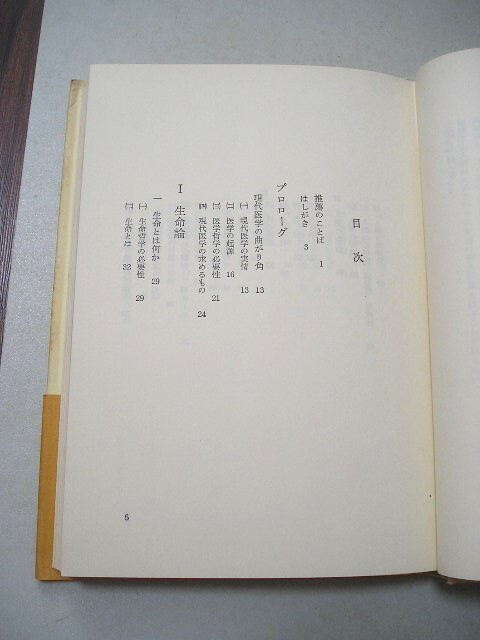 目次
推薦のことば 1
はしがき 3
プロローグ
現代医学の曲がり角 13
㈠ 現代医学の実情 13
㈡ 医学の起源 16
㈢ 医学哲学の必要性 21
㈣ 現代医学の求めるもの 24
Ⅰ 生命論
一 生命とは何か 29
㈠ 生命哲学の必要性 29
㈡ 生命とは 32
5